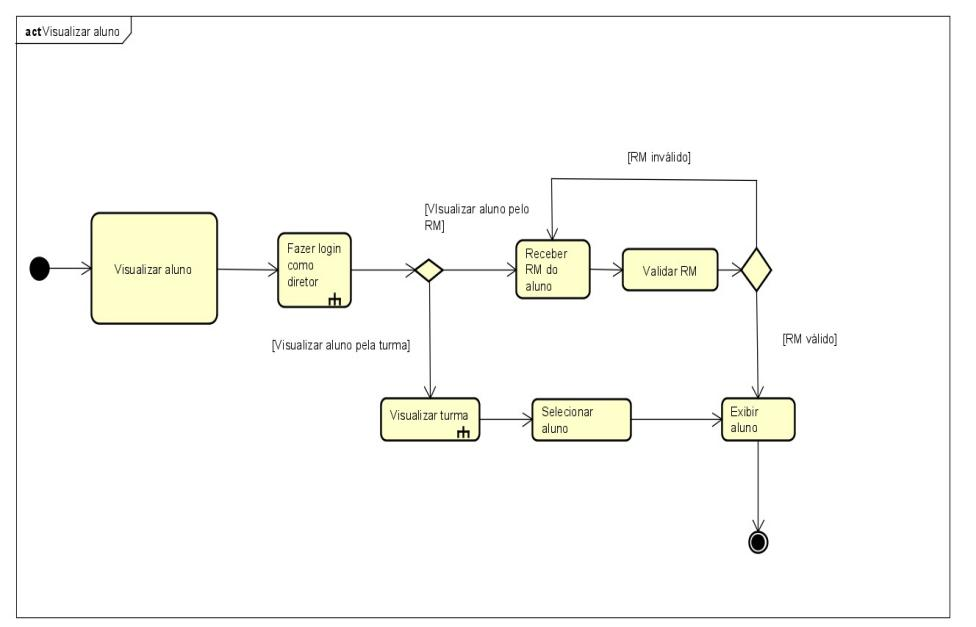 act Visualizar aluno
[RM inválido]
[VIsualizar aluno pelo
RM]
Visualizar aluno
Fazer login
como
diretor
Receber
RM do
aluno
Validar RM
[Visualizar aluno pela turma]
[RM válido]
Visualizar turma
Selecionar
aluno
Exibir
aluno